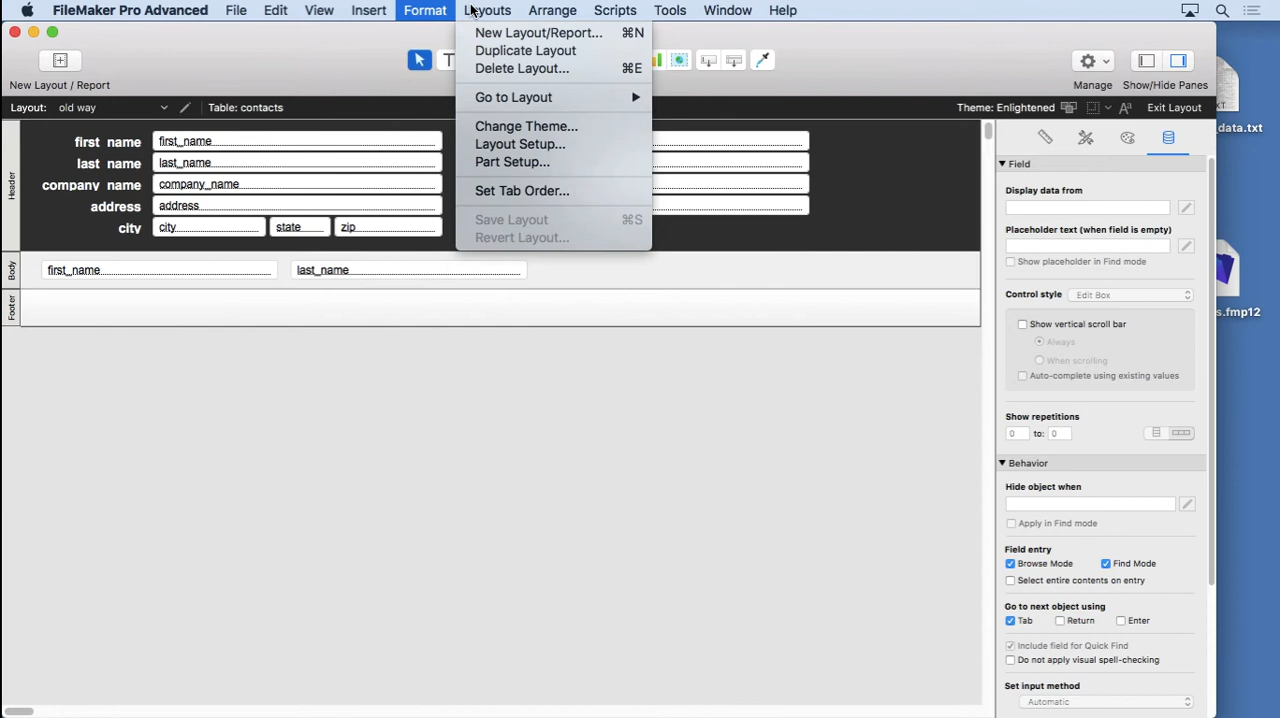 FileMaker Pro Advanced File Edit View Insert Format Layouts Arrange Scripts Tools Window Help
New Layout/Report... ⌘N
Duplicate Layout
Delete Layout... ⌘E
Go to Layout
Change Theme...
Layout Setup...
Part Setup...
Set Tab Order...
Save Layout ⌘S
Revert Layout...
T
New Layout / Report
Manage
Show/Hide Panes
Layout: old way
Table: contacts
Theme: Enlightened
Exit Layout
Header
first name first_name
last name last_name
company name company_name
address address
city city state zip
Body
first_name last_name
Footer
Field
Display data from
Placeholder text (when field is empty)
Show placeholder in Find mode
Control style Edit Box
Show vertical scroll bar
Always
When scrolling
Auto-complete using existing values
Show repetitions
0 to: 0
Behavior
Hide object when
Apply in Find mode
Field entry
Browse Mode Find Mode
Select entire contents on entry
Go to next object using
Tab Return Enter
Include field for Quick Find
Do not apply visual spell-checking
Set input method
Automatic
_data.txt
s.fmp12